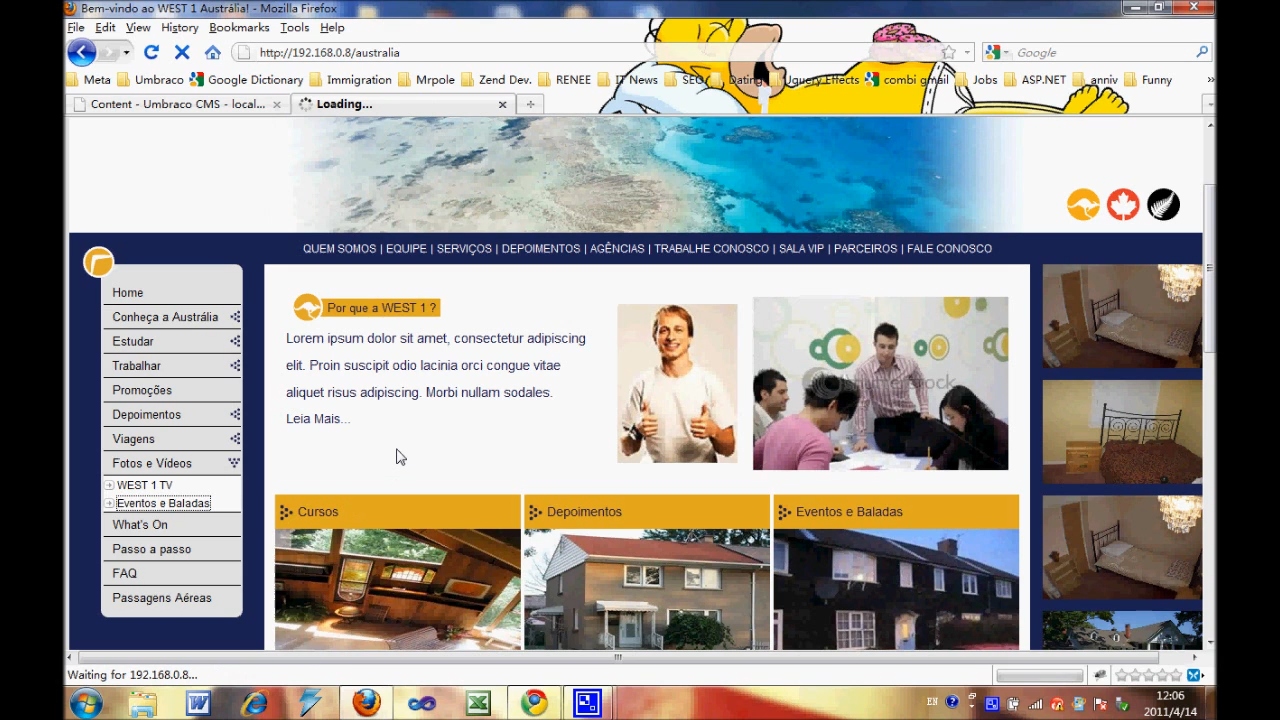 Bem-vindo ao WEST 1 Austrália! - Mozilla Firefox
File Edit View History Bookmarks Tools Help
http://192.168.0.8/australia
Google
Meta Umbraco Google Dictionary Immigration Mrpole Zend Dev. RENEE IT News SEO Dating Jquery Effects combi gmail Jobs ASP.NET anniv Funny »
Content - Umbraco CMS - local...
Loading...
QUEM SOMOS | EQUIPE | SERVIÇOS | DEPOIMENTOS | AGÊNCIAS | TRABALHE CONOSCO | SALA VIP | PARCEIROS | FALE CONOSCO
Home
Conheça a Austrália
Estudar
Trabalhar
Promoções
Depoimentos
Viagens
Fotos e Vídeos
WEST 1 TV
Eventos e Baladas
What's On
Passo a passo
FAQ
Passagens Aéreas
Por que a WEST 1 ?
Lorem ipsum dolor sit amet, consectetur adipiscing
elit. Proin suscipit odio lacinia orci congue vitae
aliquet risus adipiscing. Morbi nullam sodales.
Leia Mais...
Cursos
Depoimentos
Eventos e Baladas
Waiting for 192.168.0.8...
EN
12:06
2011/4/14